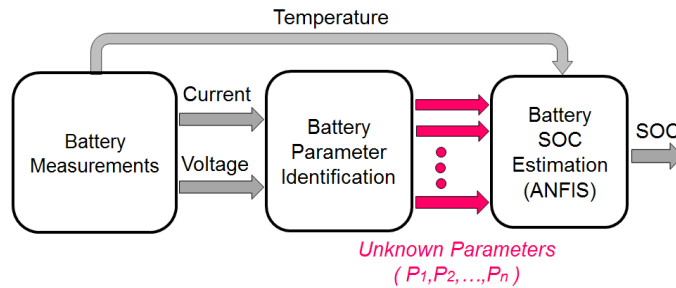 Temperature
Current
Voltage
Battery
Measurements
Battery
Parameter
Identification
Battery
SOC
Estimation
(ANFIS)
SOC
Unknown Parameters
( P1,P2,…,Pn )